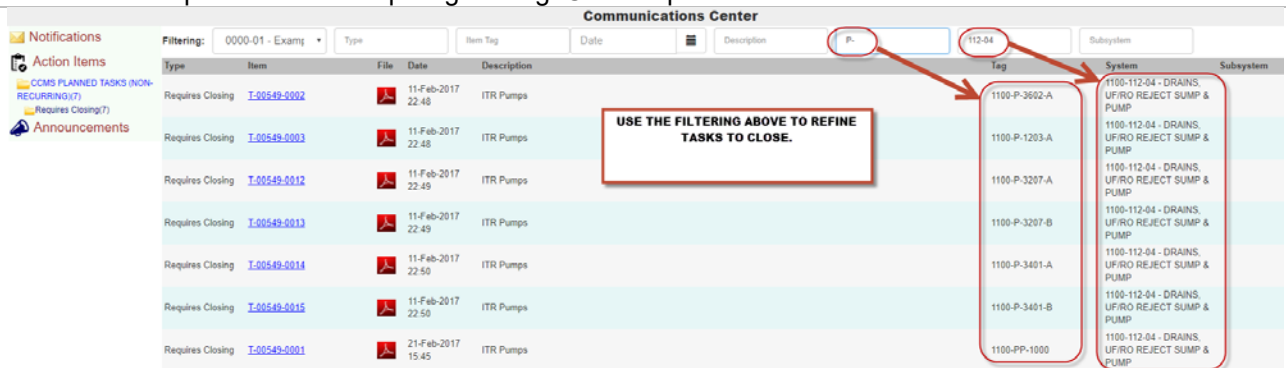 Communications Center
Notifications
Action Items
CCMS PLANNED TASKS (NON-
RECURRING)(7)
Requires Closing(7)
Announcements
Filtering: 0000-01 - Examp Type Item Tag Date Description P- 112-04 Subsystem
Type Item File Date Description Tag System Subsystem
Requires Closing T-00549-0002 11-Feb-2017 22:48 ITR Pumps 1100-P-3602-A 1100-112-04 - DRAINS,
UF/RO REJECT SUMP &
PUMP
USE THE FILTERING ABOVE TO REFINE
TASKS TO CLOSE.
Requires Closing T-00549-0003 11-Feb-2017 22:48 ITR Pumps 1100-P-1203-A 1100-112-04 - DRAINS,
UF/RO REJECT SUMP &
PUMP
Requires Closing T-00549-0012 11-Feb-2017 22:49 ITR Pumps 1100-P-3207-A 1100-112-04 - DRAINS,
UF/RO REJECT SUMP &
PUMP
Requires Closing T-00549-0013 11-Feb-2017 22:49 ITR Pumps 1100-P-3207-B 1100-112-04 - DRAINS,
UF/RO REJECT SUMP &
PUMP
Requires Closing T-00549-0014 11-Feb-2017 22:50 ITR Pumps 1100-P-3401-A 1100-112-04 - DRAINS,
UF/RO REJECT SUMP &
PUMP
Requires Closing T-00549-0015 11-Feb-2017 22:50 ITR Pumps 1100-P-3401-B 1100-112-04 - DRAINS,
UF/RO REJECT SUMP &
PUMP
Requires Closing T-00549-0001 21-Feb-2017 15:45 ITR Pumps 1100-PP-1000 1100-112-04 - DRAINS,
UF/RO REJECT SUMP &
PUMP